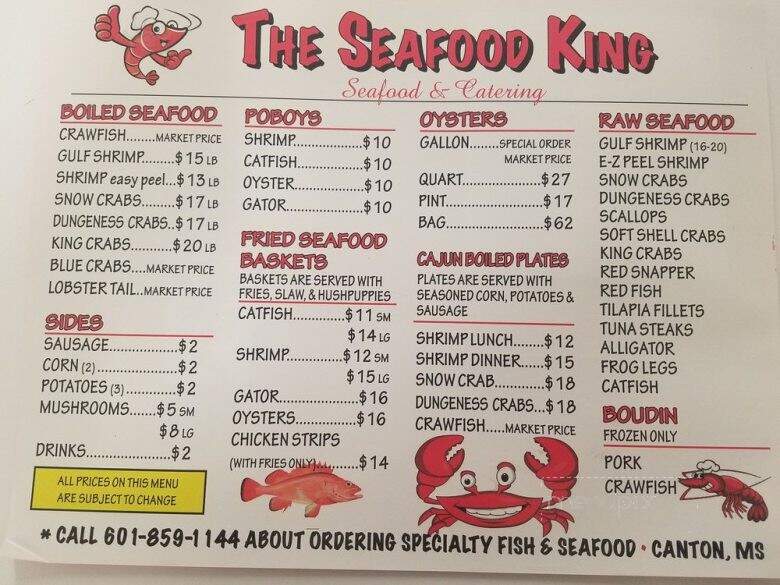 THE SEAFOOD KING
Seafood & Catering
BOILED SEAFOOD
CRAWFISH.......MARKET PRICE
GULF SHRIMP.......$15 LB
SHRIMP easy peel...$13 LB
SNOW CRABS.......$17 LB
DUNGENESS CRABS..$17 LB
KING CRABS..........$20 LB
BLUE CRABS....MARKET PRICE
LOBSTER TAIL..MARKET PRICE
SIDES
SAUSAGE................$2
CORN (2)...................$2
POTATOES (3).............$2
MUSHROOMS.......$5 SM
$8 LG
DRINKS.....................$2
ALL PRICES ON THIS MENU
ARE SUBJECT TO CHANGE
POBOYS
SHRIMP.................$10
CATFISH................$10
OYSTER.................$10
GATOR...................$10
FRIED SEAFOOD
BASKETS
BASKETS ARE SERVED WITH
FRIES, SLAW, & HUSHPUPPIES
CATFISH.............$11 SM
$14 LG
SHRIMP.............$12 SM
$15 LG
GATOR...................$16
OYSTERS...............$16
CHICKEN STRIPS
(WITH FRIES ONLY)...........$14
OYSTERS
GALLON........SPECIAL ORDER
MARKET PRICE
QUART...................$27
PINT.......................$17
BAG........................$62
CAJUN BOILED PLATES
PLATES ARE SERVED WITH
SEASONED CORN, POTATOES &
SAUSAGE
SHRIMP LUNCH.......$12
SHRIMP DINNER.....$15
SNOW CRAB............$18
DUNGENESS CRABS...$18
CRAWFISH.....MARKET PRICE
RAW SEAFOOD
GULF SHRIMP (16-20)
E-Z PEEL SHRIMP
SNOW CRABS
DUNGENESS CRABS
SCALLOPS
SOFT SHELL CRABS
KING CRABS
RED SNAPPER
RED FISH
TILAPIA FILLETS
TUNA STEAKS
ALLIGATOR
FROG LEGS
CATFISH
BOUDIN
FROZEN ONLY
PORK
CRAWFISH
* CALL 601-859-1144 ABOUT ORDERING SPECIALTY FISH & SEAFOOD • CANTON, MS